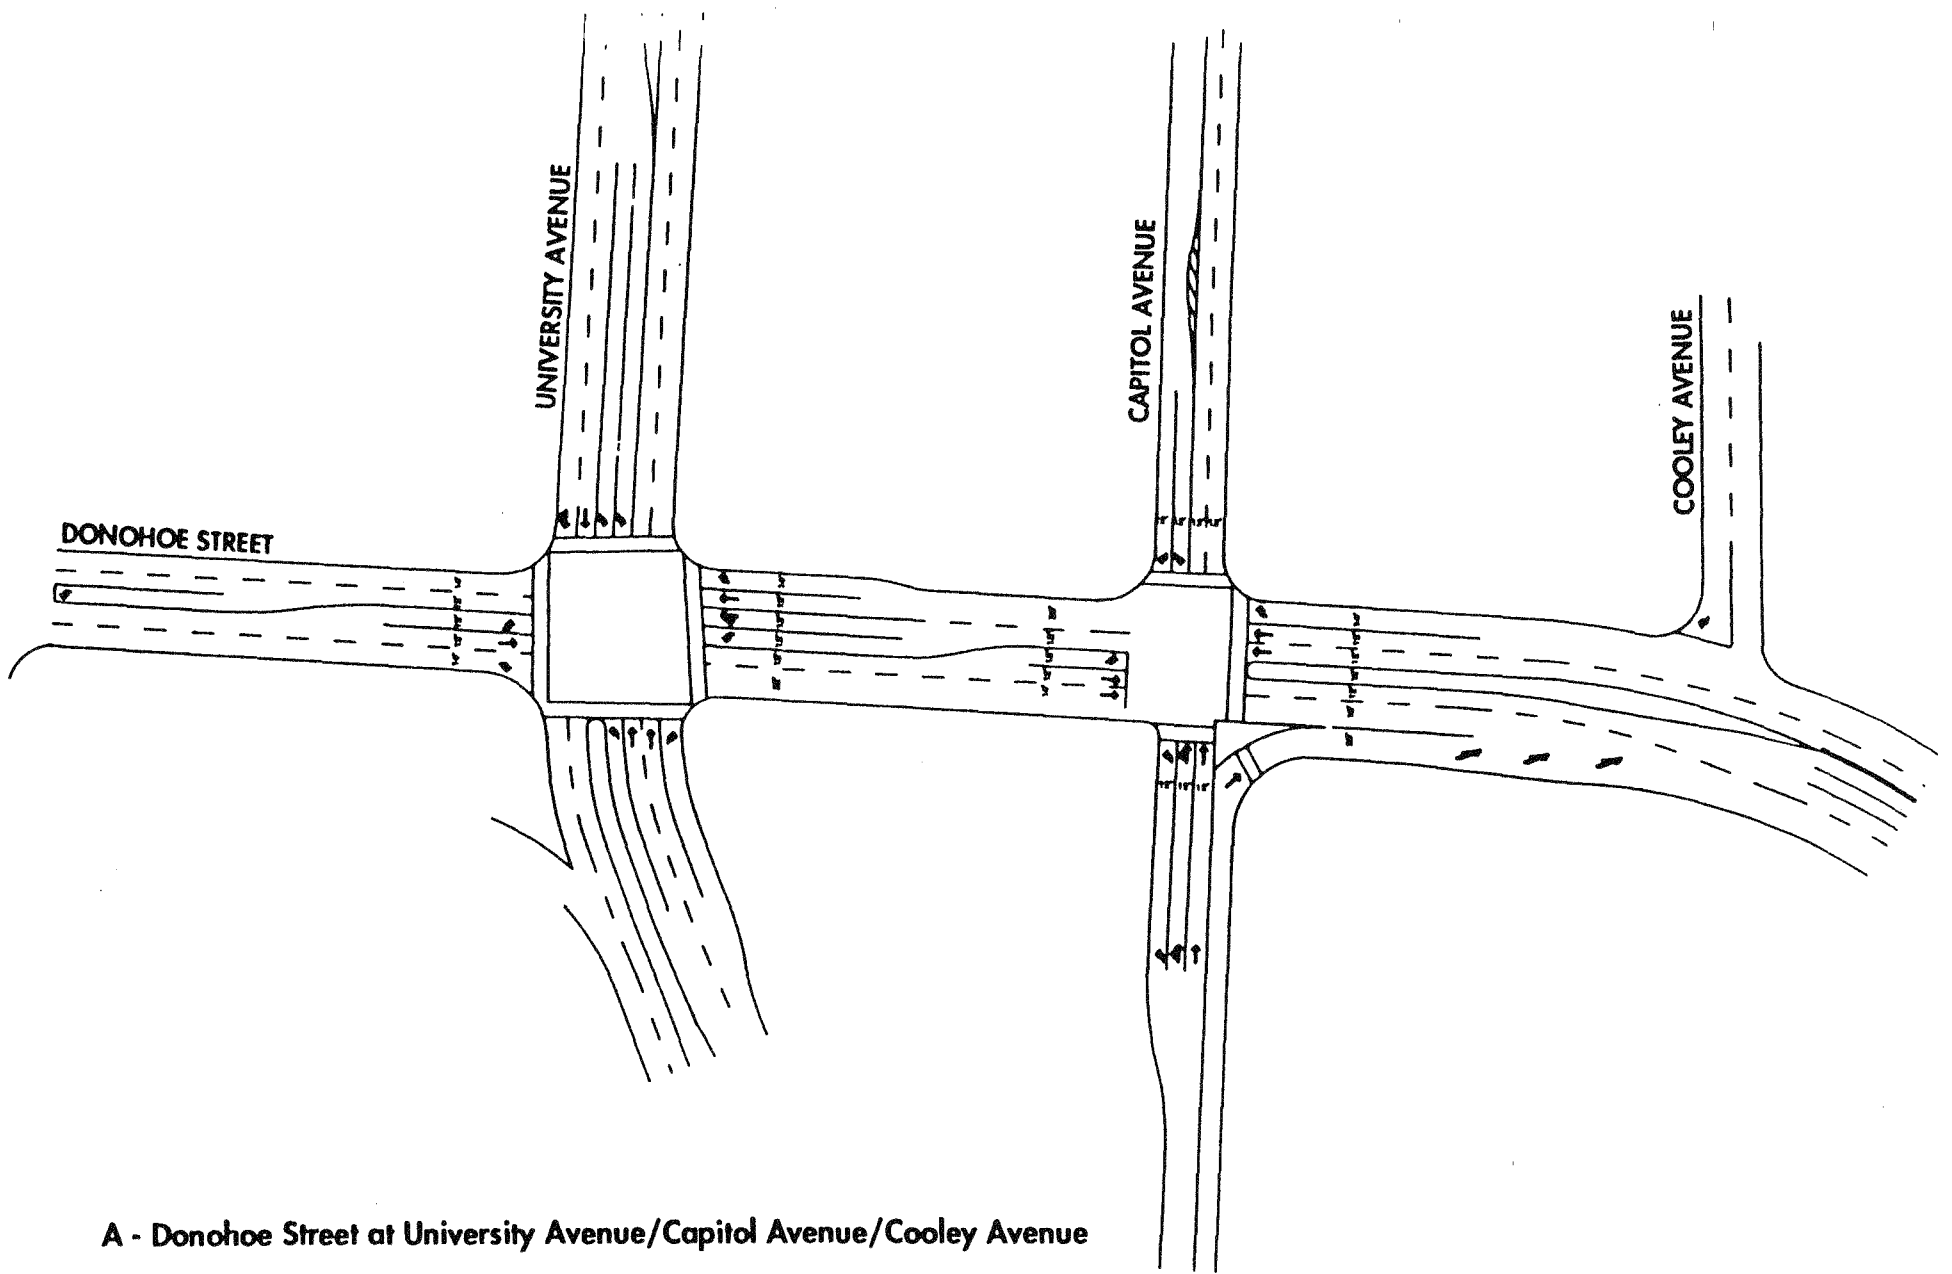 UNIVERSITY AVENUE
CAPITOL AVENUE
COOLEY AVENUE
DONOHOE STREET
A - Donohoe Street at University Avenue/Capitol Avenue/Cooley Avenue